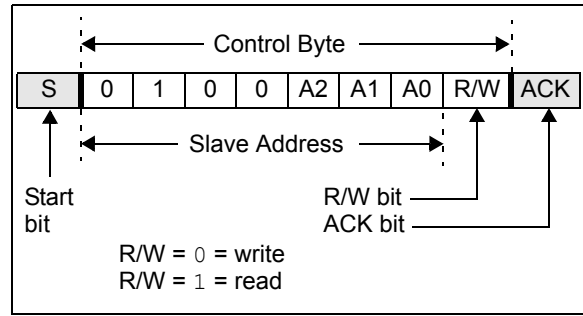 Control Byte
S 0 1 0 0 A2 A1 A0 R/W ACK
Slave Address
Start
bit
R/W bit
ACK bit
R/W = 0 = write
R/W = 1 = read